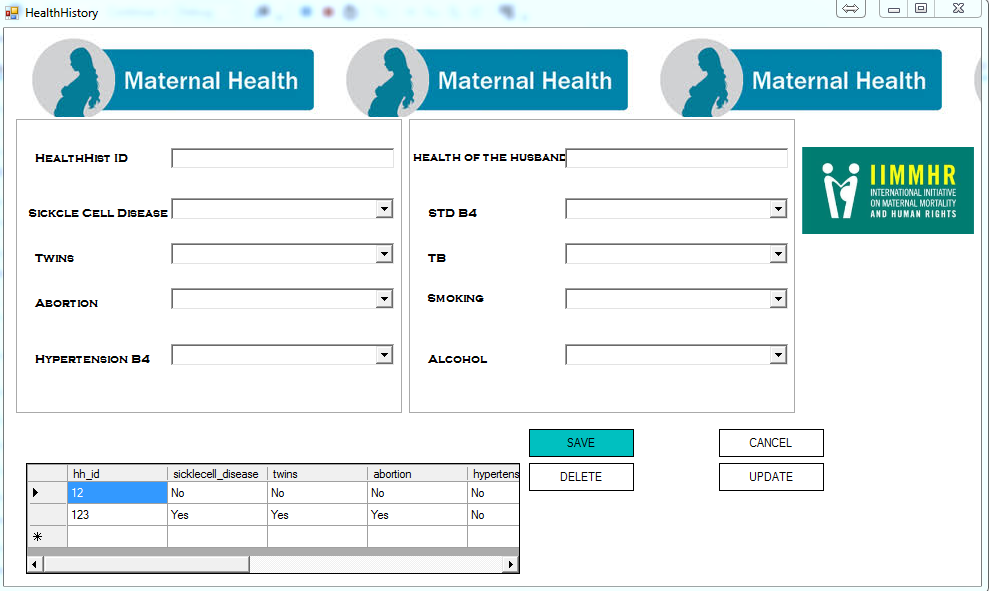 HealthHistory
Maternal Health Maternal Health Maternal Health
HealthHist ID
Sickcle Cell Disease
Twins
Abortion
Hypertension B4
health of the husband
STD B4
TB
Smoking
Alcohol
IIMMHR
INTERNATIONAL INITIATIVE
ON MATERNAL MORTALITY
AND HUMAN RIGHTS
SAVE CANCEL
DELETE UPDATE
hh_id sicklecell_disease twins abortion hypertens
12 No No No No
123 Yes Yes Yes No